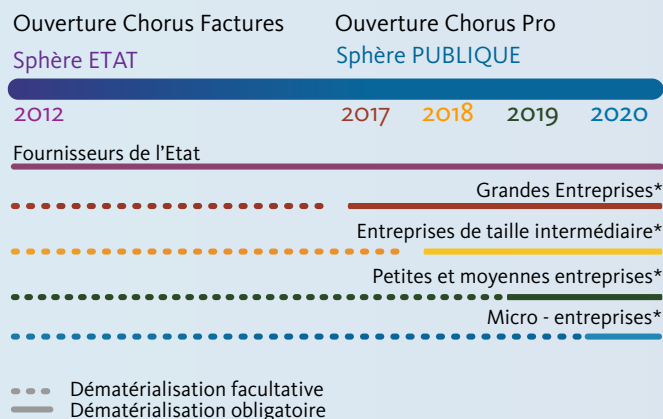 Ouverture Chorus Factures
Ouverture Chorus Pro
Sphère ETAT
Sphère PUBLIQUE
2012
2017
2018
2019
2020
Fournisseurs de l'Etat
Grandes Entreprises*
Entreprises de taille intermédiaire*
Petites et moyennes entreprises*
Micro - entreprises*
Dématérialisation facultative
Dématérialisation obligatoire